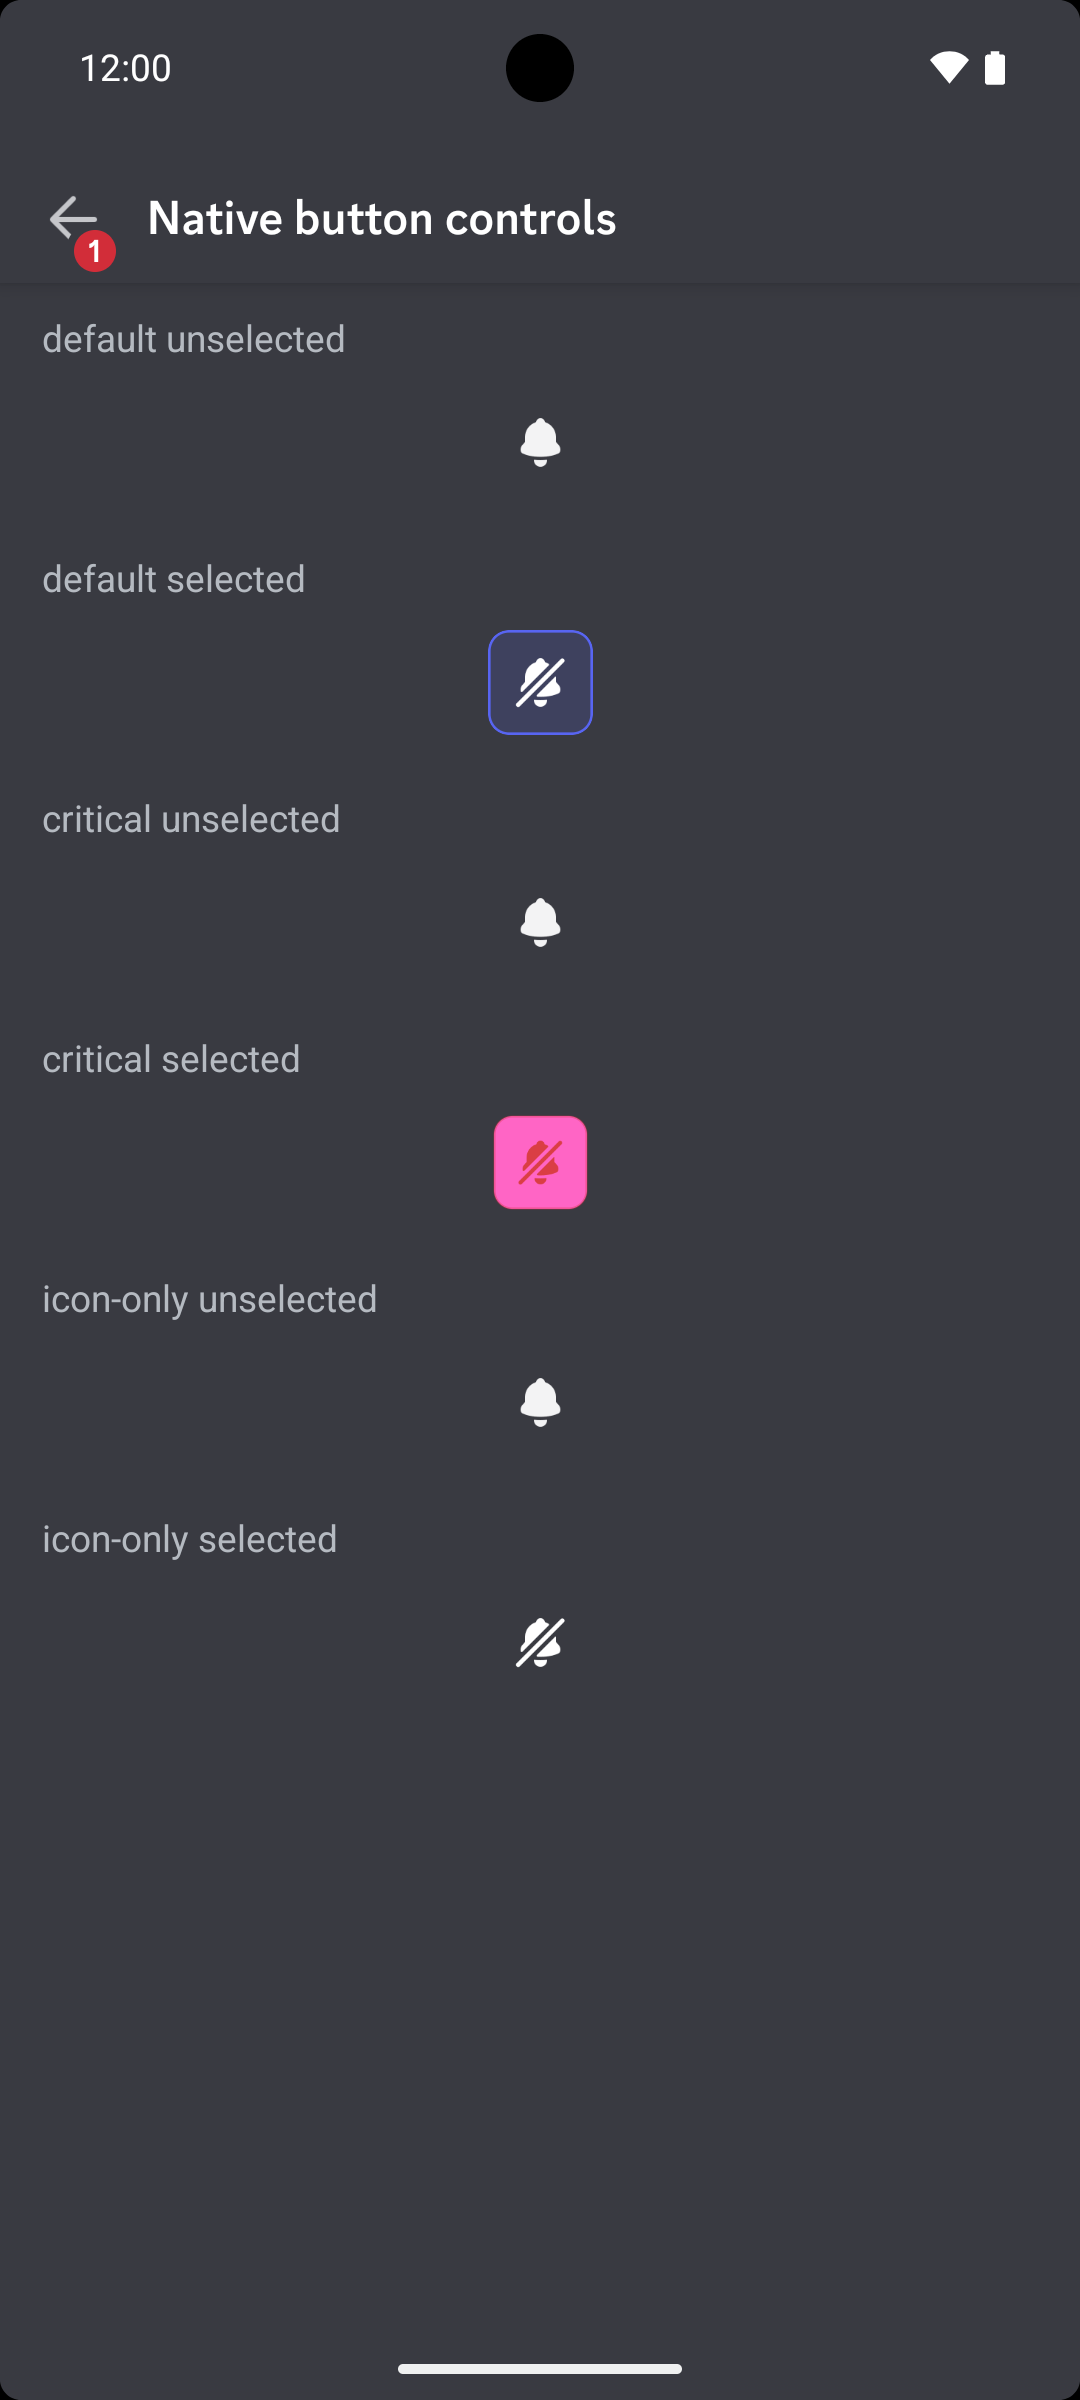 12:00
Native button controls
1
default unselected
default selected
critical unselected
critical selected
icon-only unselected
icon-only selected